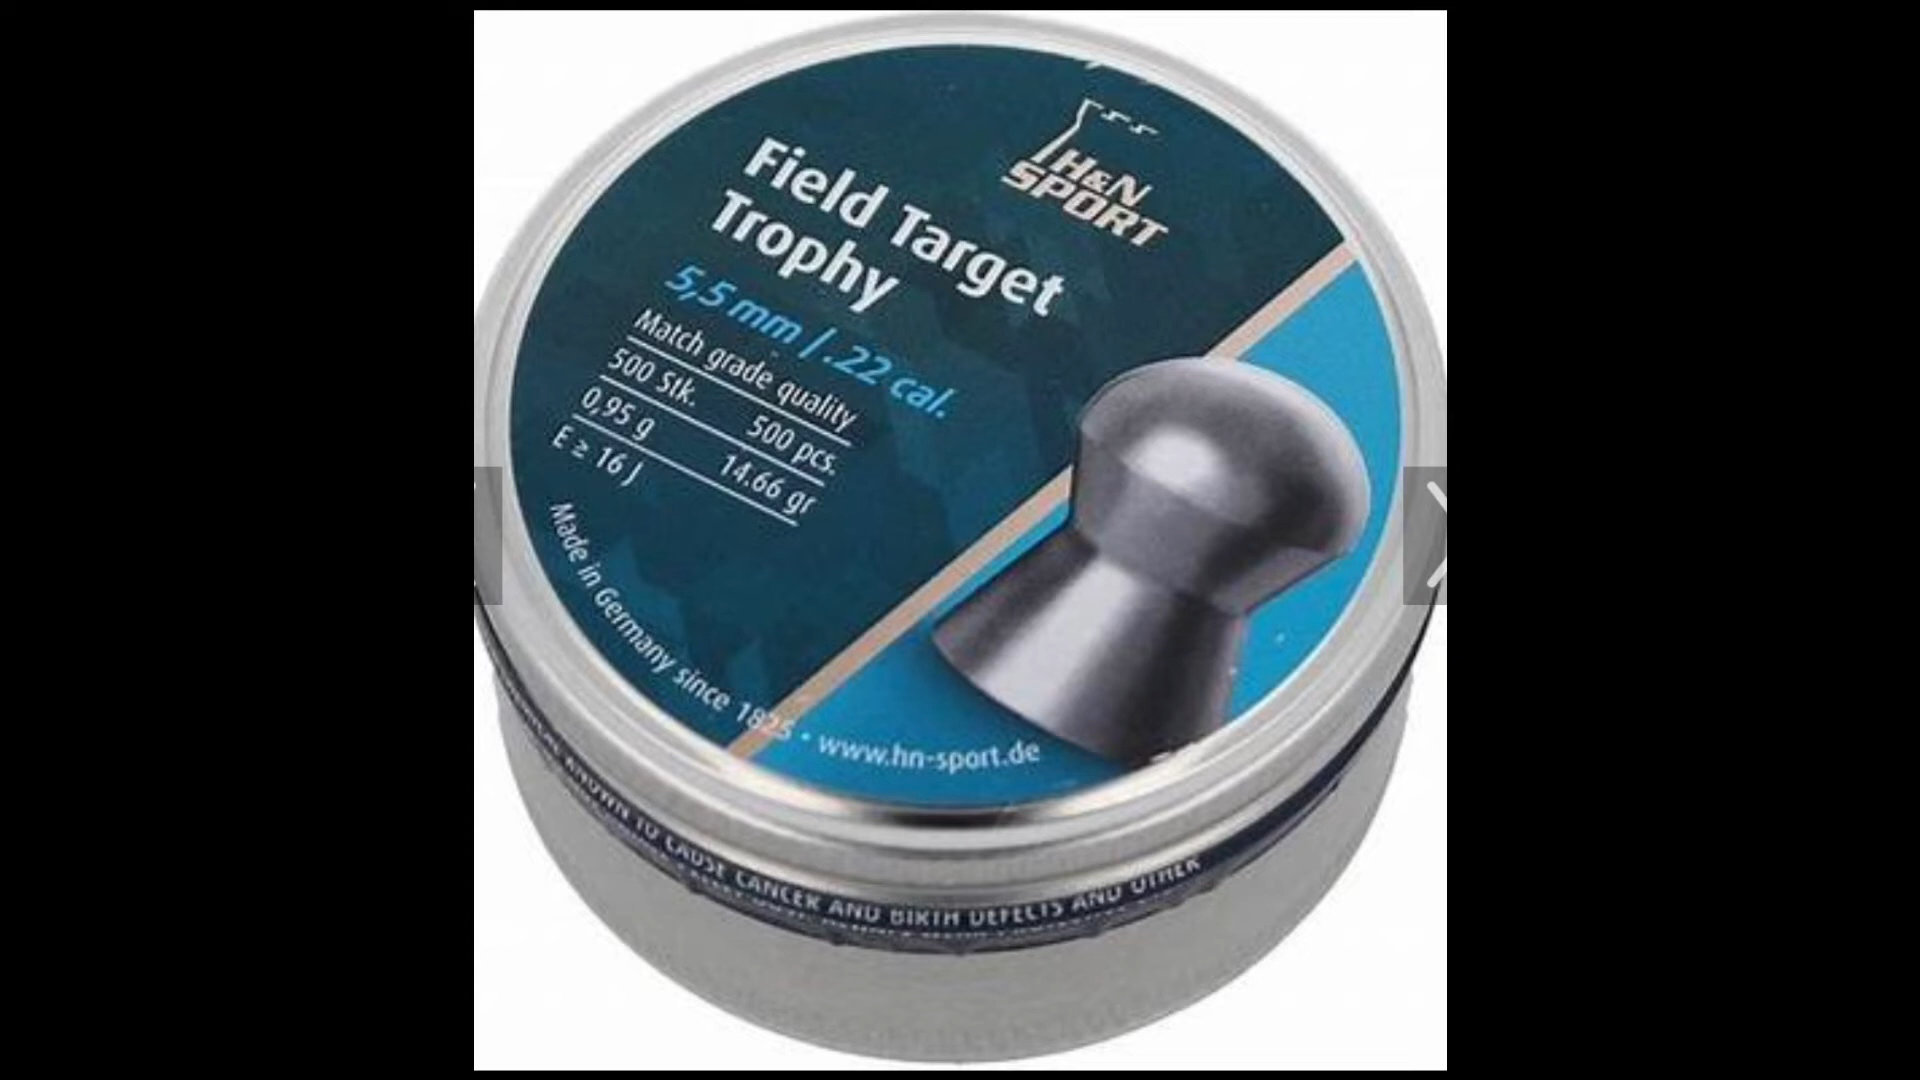 H&N
SPORT
Field Target
Trophy
5,5 mm / .22 cal.
Match grade quality
500 Stk. 500 pcs.
0,95 g 14.66 gr
E ≥ 16 J
Made in Germany since 1825 • www.hn-sport.de
KNOWN TO CAUSE CANCER AND BIRTH DEFECTS AND OTHER